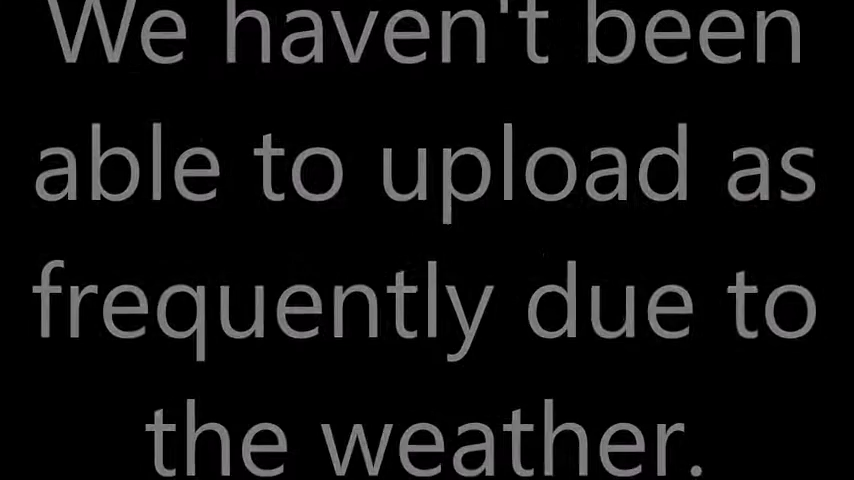 We haven't been
able to upload as
frequently due to
the weather.